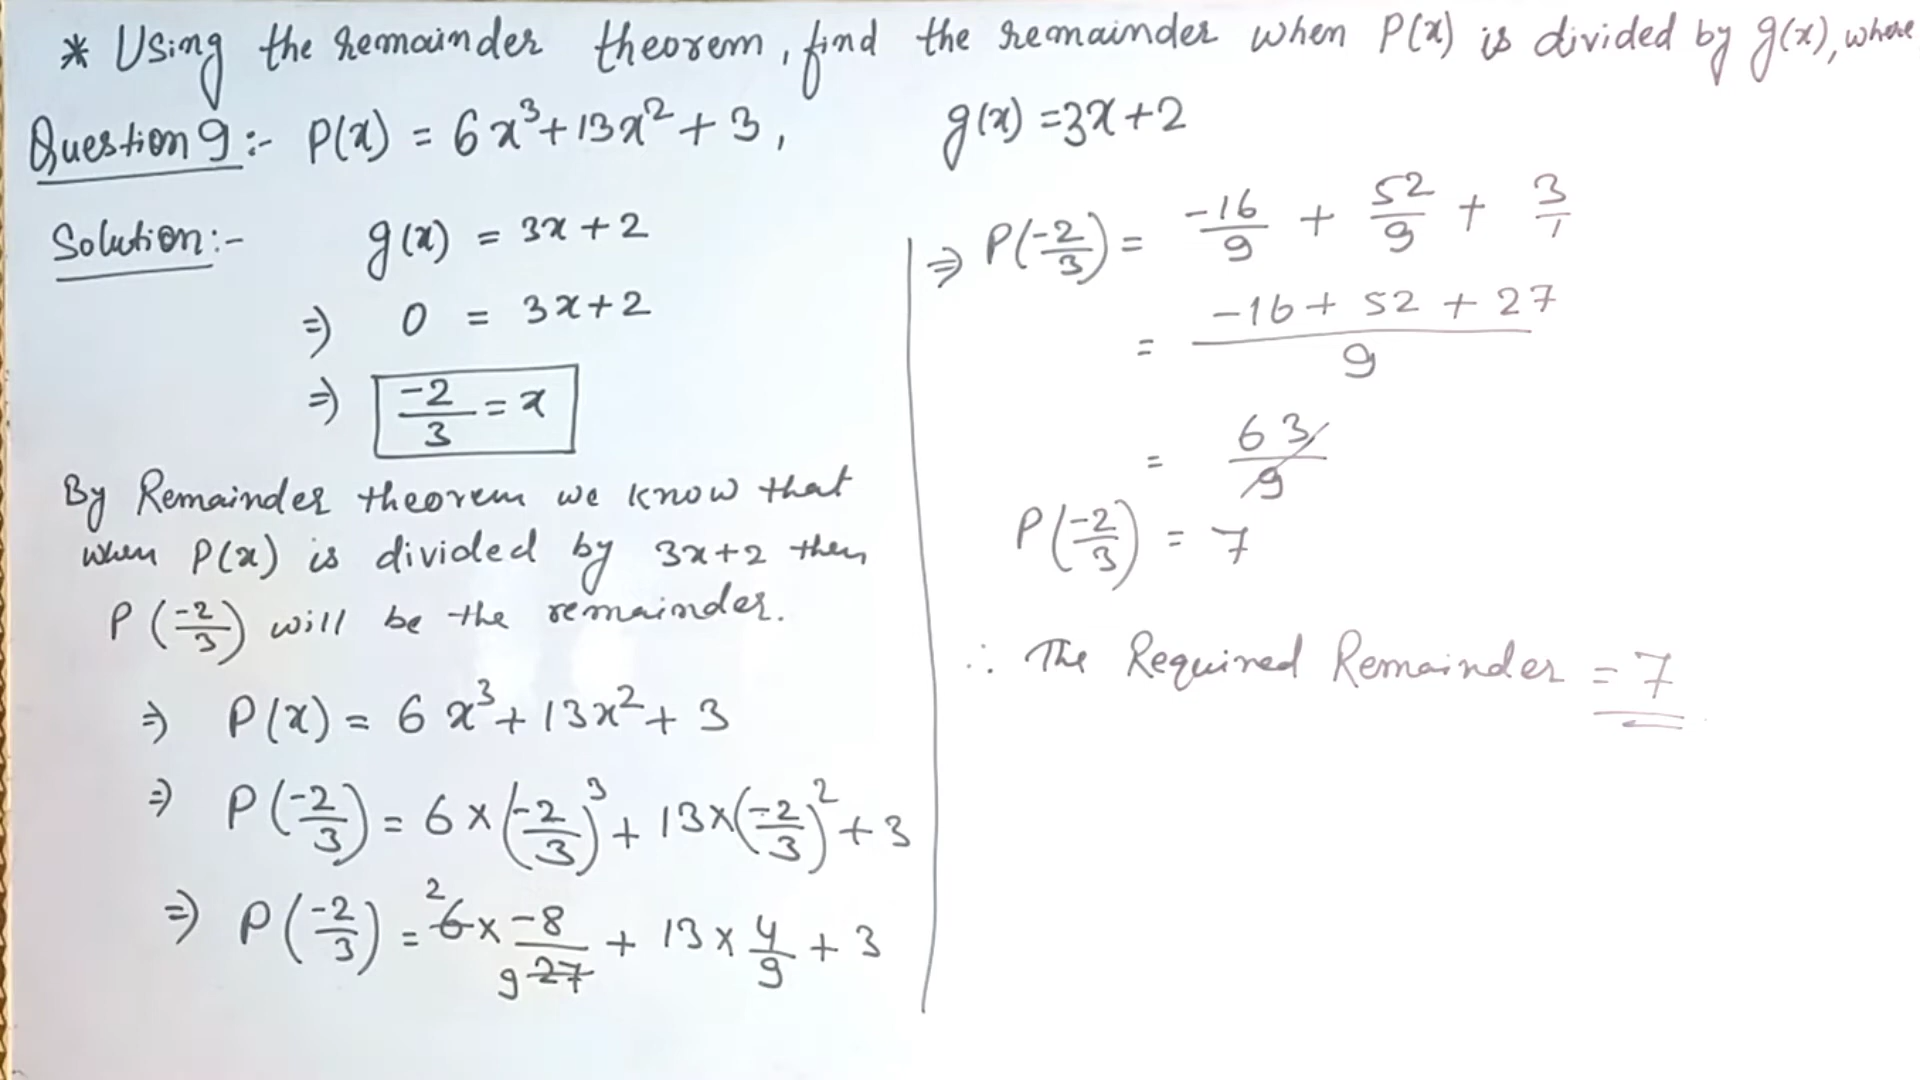 * Using the remainder theorem, find the remainder when P(x) is divided by g(x), where
Question 9:- P(x) = 6x³+13x²+3, g(x) =3x+2
Solution:- g(x) = 3x+2
⇒ 0 = 3x+2
⇒ -2/3 = x
By Remainder theorem we know that
when P(x) is divided by 3x+2 then
P(-2/3) will be the remainder.
⇒ P(x) = 6x³+13x²+3
⇒ P(-2/3) = 6×(-2/3)³+13×(-2/3)²+3
⇒ P(-2/3) = ²6×-8/9 27 + 13×4/9 + 3
⇒ P(-2/3) = -16/9 + 52/9 + 3/1
= -16+52+27/9
= 63/9
P(-2/3) = 7
∴ The Required Remainder = 7